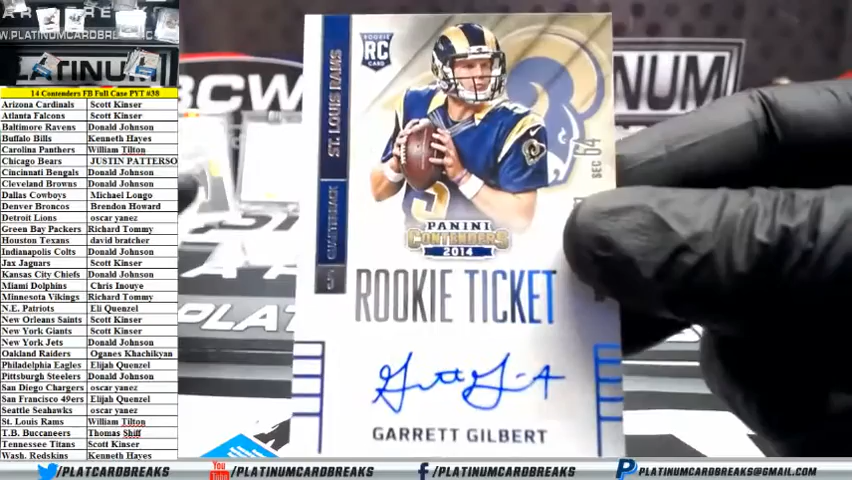 W.PLATINUMCARDBREA
14 Contenders FB Full Case PYT #38
Arizona Cardinals Scott Kinser
Atlanta Falcons Scott Kinser
Baltimore Ravens Donald Johnson
Buffalo Bills Kenneth Hayes
Carolina Panthers William Tilton
Chicago Bears JUSTIN PATTERSO
Cincinnati Bengals Donald Johnson
Cleveland Browns Donald Johnson
Dallas Cowboys Michael Longo
Denver Broncos Brendon Howard
Detroit Lions oscar yanez
Green Bay Packers Richard Tommy
Houston Texans david bratcher
Indianapolis Colts Donald Johnson
Jax Jaguars Scott Kinser
Kansas City Chiefs Donald Johnson
Miami Dolphins Chris Inouye
Minnesota Vikings Richard Tommy
N.E. Patriots Eli Quenzel
New Orleans Saints Scott Kinser
New York Giants Scott Kinser
New York Jets Donald Johnson
Oakland Raiders Oganes Khachikyan
Philadelphia Eagles Elijah Quenzel
Pittsburgh Steelers Donald Johnson
San Diego Chargers oscar yanez
San Francisco 49ers Elijah Quenzel
Seattle Seahawks oscar yanez
St. Louis Rams William Tilton
T.B. Buccaneers Thomas Shiff
Tennessee Titans Scott Kinser
Wash. Redskins Kenneth Hayes
ROOKIE
RC
CARD
ST. LOUIS RAMS
QUARTERBACK
5
SEC 64
PANINI
CONTENDERS
2014
ROOKIE TICKET
GARRETT GILBERT
BCW
NUM
/PLATCARDBREAKS
You Tube /PLATINUMCARDBREAKS
/PLATINUMCARDBREAKS
PLATINUMCARDBREAKS@GMAIL.COM